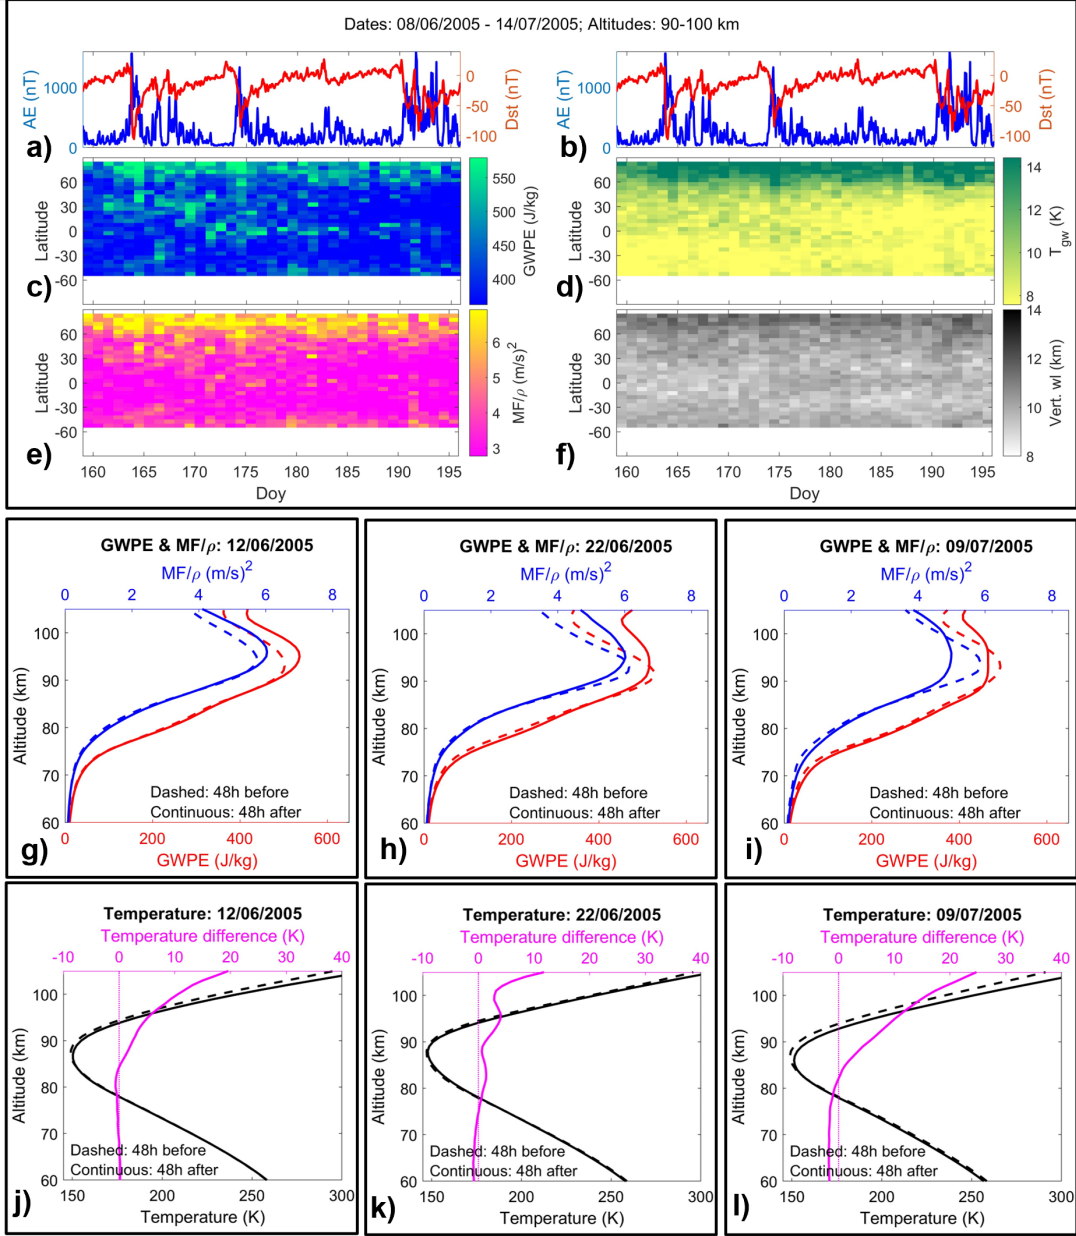 Dates: 08/06/2005 - 14/07/2005; Altitudes: 90-100 km
AE (nT)
1000
0
a)
0
-50
-100
Dst (nT)
AE (nT)
1000
0
b)
0
-50
-100
Dst (nT)
Latitude
60
30
0
-30
-60
c)
550
500
450
400
GWPE (J/kg)
Latitude
60
30
0
-30
-60
d)
14
12
10
8
T_gw (K)
Latitude
60
30
0
-30
-60
e)
160 165 170 175 180 185 190 195
Doy
6
5
4
3
MF/ρ (m/s)²
Latitude
60
30
0
-30
-60
f)
160 165 170 175 180 185 190 195
Doy
14
12
10
8
Vert. wl (km)
GWPE & MF/ρ: 12/06/2005
MF/ρ (m/s)²
0 2 4 6 8
Altitude (km)
100
90
80
70
60
Dashed: 48h before
Continuous: 48h after
0 200 400 600
GWPE (J/kg)
g)
GWPE & MF/ρ: 22/06/2005
MF/ρ (m/s)²
0 2 4 6 8
Altitude (km)
100
90
80
70
60
Dashed: 48h before
Continuous: 48h after
0 200 400 600
GWPE (J/kg)
h)
GWPE & MF/ρ: 09/07/2005
MF/ρ (m/s)²
0 2 4 6 8
Altitude (km)
100
90
80
70
60
Dashed: 48h before
Continuous: 48h after
0 200 400 600
GWPE (J/kg)
i)
Temperature: 12/06/2005
Temperature difference (K)
-10 0 10 20 30 40
Altitude (km)
100
90
80
70
60
Dashed: 48h before
Continuous: 48h after
150 200 250 300
Temperature (K)
j)
Temperature: 22/06/2005
Temperature difference (K)
-10 0 10 20 30 40
Altitude (km)
100
90
80
70
60
Dashed: 48h before
Continuous: 48h after
150 200 250 300
Temperature (K)
k)
Temperature: 09/07/2005
Temperature difference (K)
-10 0 10 20 30 40
Altitude (km)
100
90
80
70
60
Dashed: 48h before
Continuous: 48h after
150 200 250 300
Temperature (K)
l)